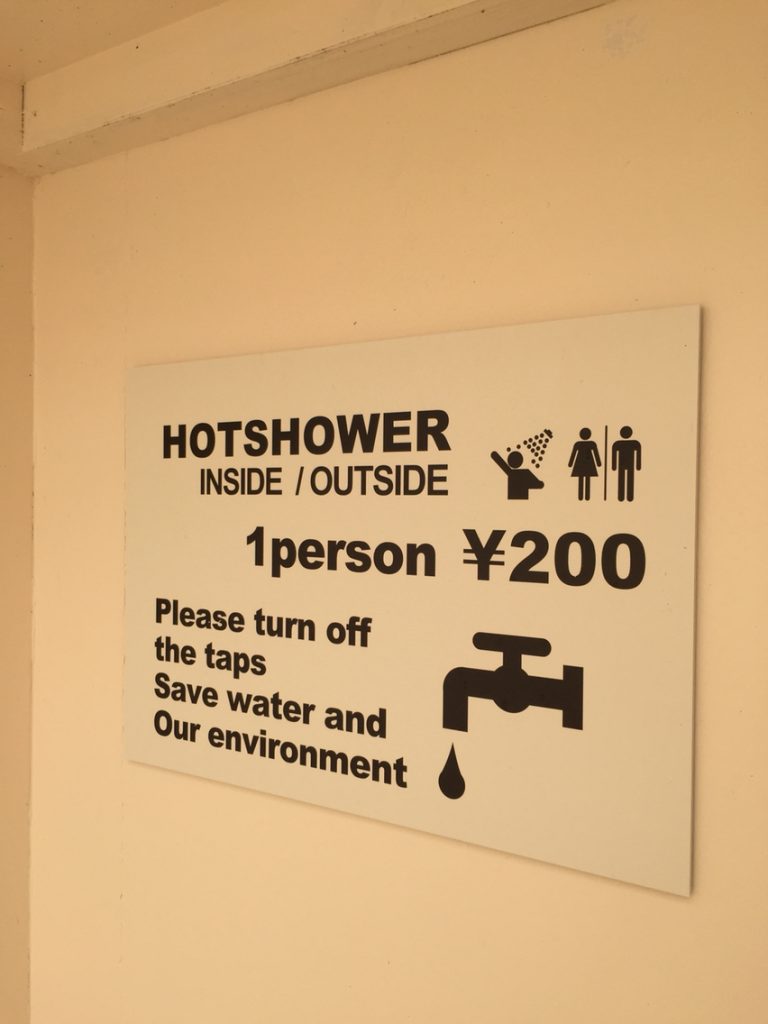 HOTSHOWER
INSIDE / OUTSIDE
1person ¥200
Please turn off
the taps
Save water and
Our environment